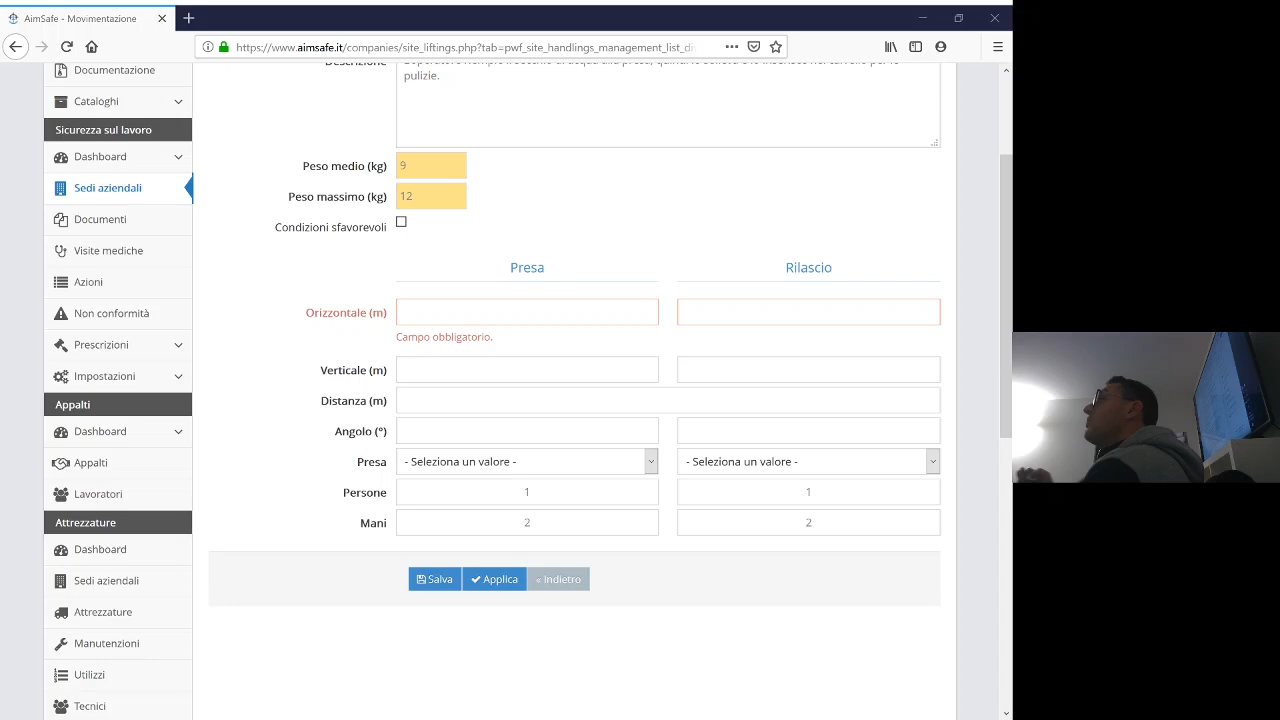 AimSafe - Movimentazione
https://www.aimsafe.it/companies/site_liftings.php?tab=pwf_site_handlings_management_list_di
Documentazione
Cataloghi
Sicurezza sul lavoro
Dashboard
Sedi aziendali
Documenti
Visite mediche
Azioni
Non conformità
Prescrizioni
Impostazioni
Appalti
Dashboard
Appalti
Lavoratori
Attrezzature
Dashboard
Sedi aziendali
Attrezzature
Manutenzioni
Utilizzi
Tecnici
Descrizione
pulizie.
Peso medio (kg) 9
Peso massimo (kg) 12
Condizioni sfavorevoli
Presa Rilascio
Orizzontale (m)
Campo obbligatorio.
Verticale (m)
Distanza (m)
Angolo (°)
Presa - Seleziona un valore - - Seleziona un valore -
Persone 1 1
Mani 2 2
Salva Applica « Indietro